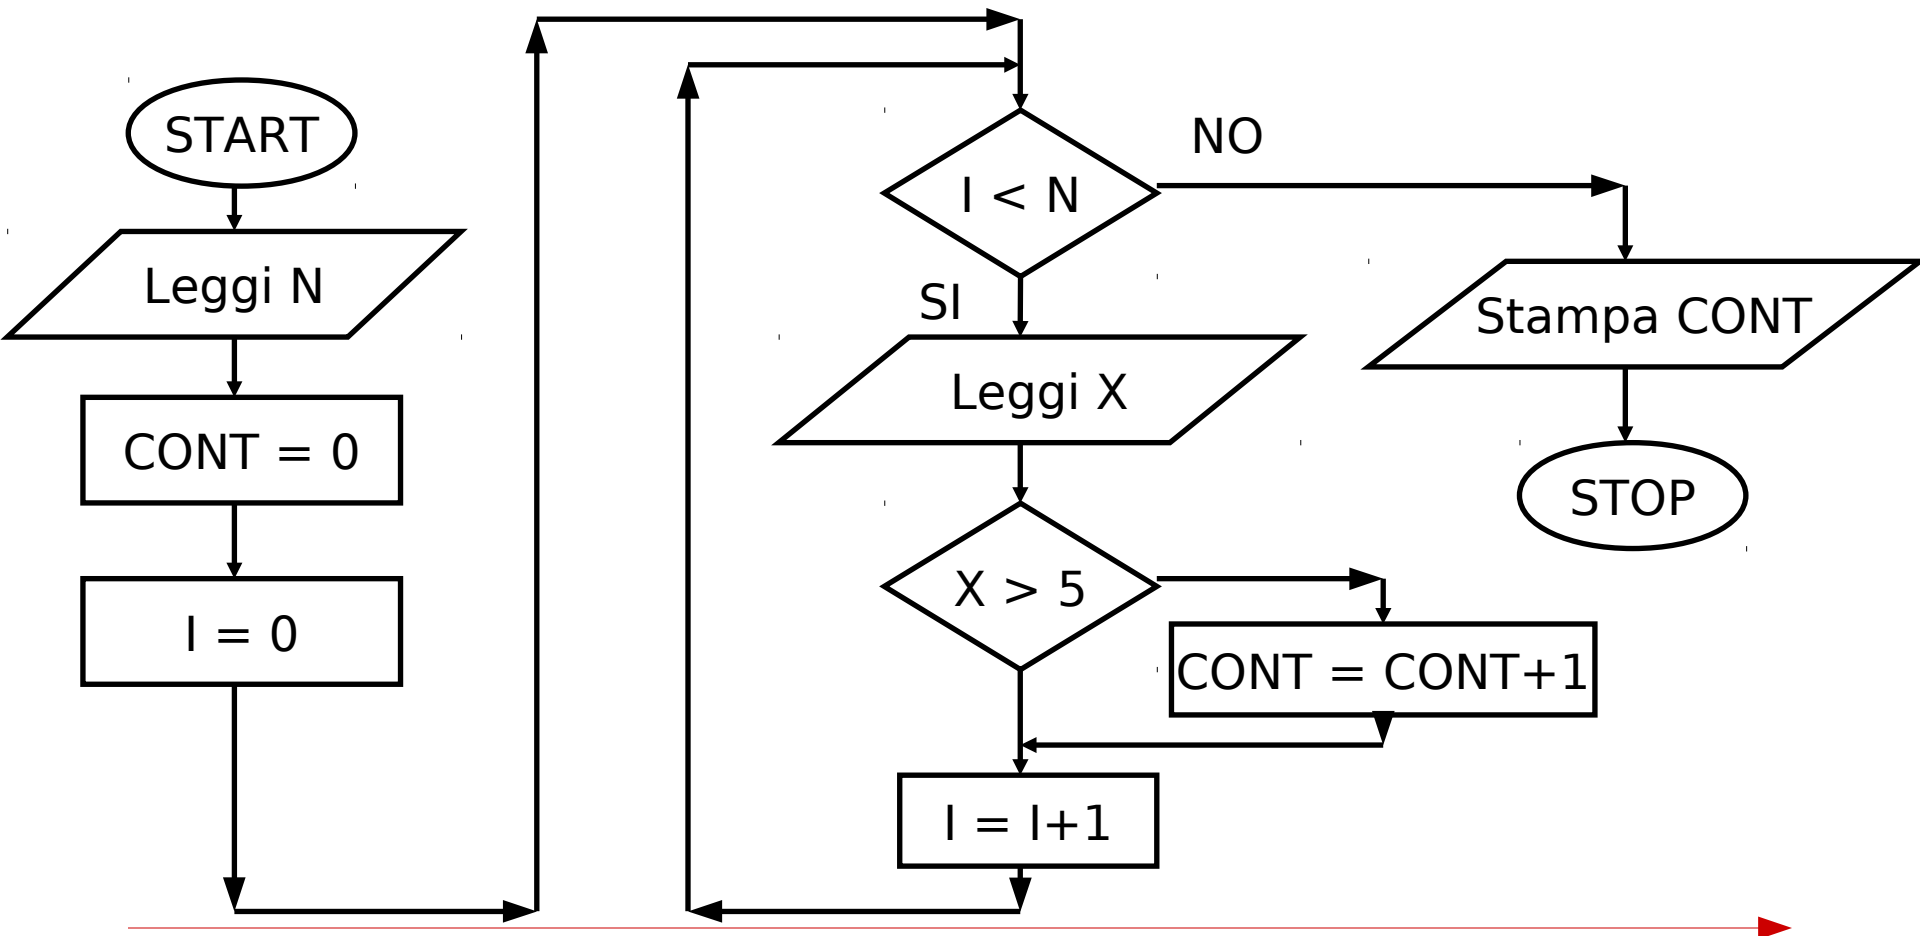 START
Leggi N
CONT = 0
I = 0
I < N
NO
SI
Leggi X
X > 5
CONT = CONT+1
I = I+1
Stampa CONT
STOP